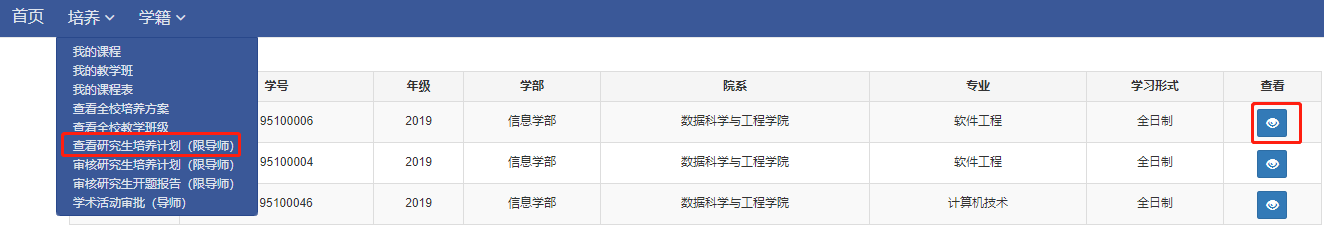 首页 培养 学籍
我的课程
我的教学班
我的课程表
查看全校培养方案
查看全校教学班级
查看研究生培养计划（限导师）
审核研究生培养计划（限导师）
审核研究生开题报告（限导师）
学术活动审批（导师）
学号 年级 学部 院系 专业 学习形式 查看
95100006 2019 信息学部 数据科学与工程学院 软件工程 全日制
95100004 2019 信息学部 数据科学与工程学院 软件工程 全日制
95100046 2019 信息学部 数据科学与工程学院 计算机技术 全日制